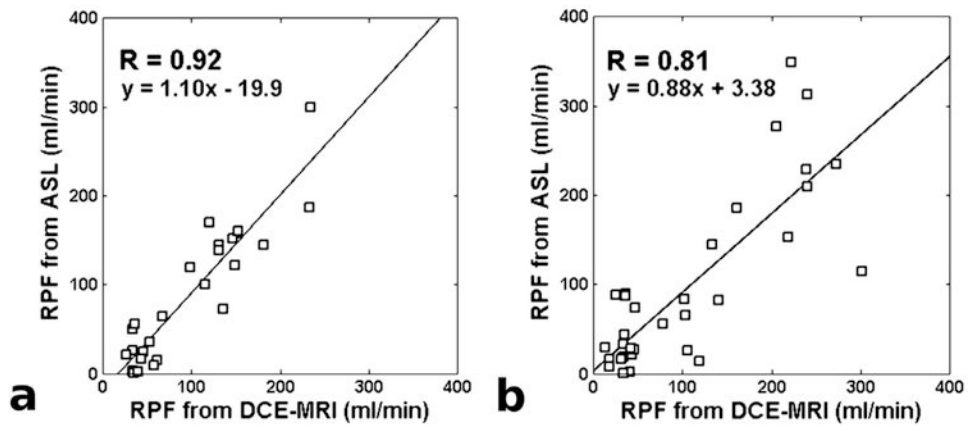 400
300
200
100
0
RPF from ASL (ml/min)
R = 0.92
y = 1.10x - 19.9
0 100 200 300 400
RPF from DCE-MRI (ml/min)
a
400
300
200
100
0
RPF from ASL (ml/min)
R = 0.81
y = 0.88x + 3.38
0 100 200 300 400
RPF from DCE-MRI (ml/min)
b